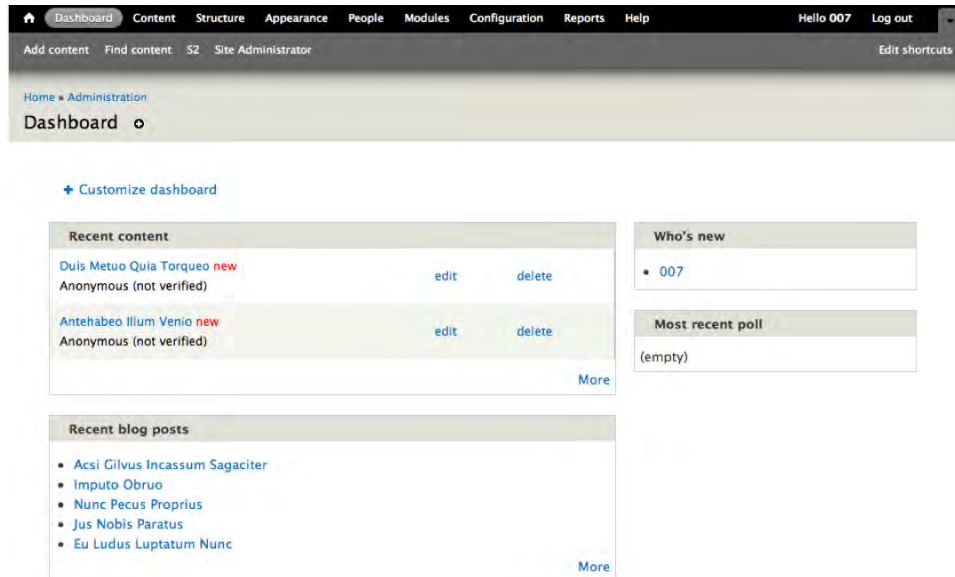 Dashboard Content Structure Appearance People Modules Configuration Reports Help Hello 007 Log out
Add content Find content S2 Site Administrator Edit shortcuts
Home » Administration
Dashboard
Customize dashboard
Recent content
Duis Metuo Quia Torqueo new
edit delete
Anonymous (not verified)
Antehabeo Illum Venio new
edit delete
Anonymous (not verified)
More
Recent blog posts
• Acsi Gilvus Incassum Sagaciter
• Imputo Obruo
• Nunc Pecus Proprius
• Jus Nobis Paratus
• Eu Ludus Luptatum Nunc
More
Who's new
• 007
Most recent poll
(empty)